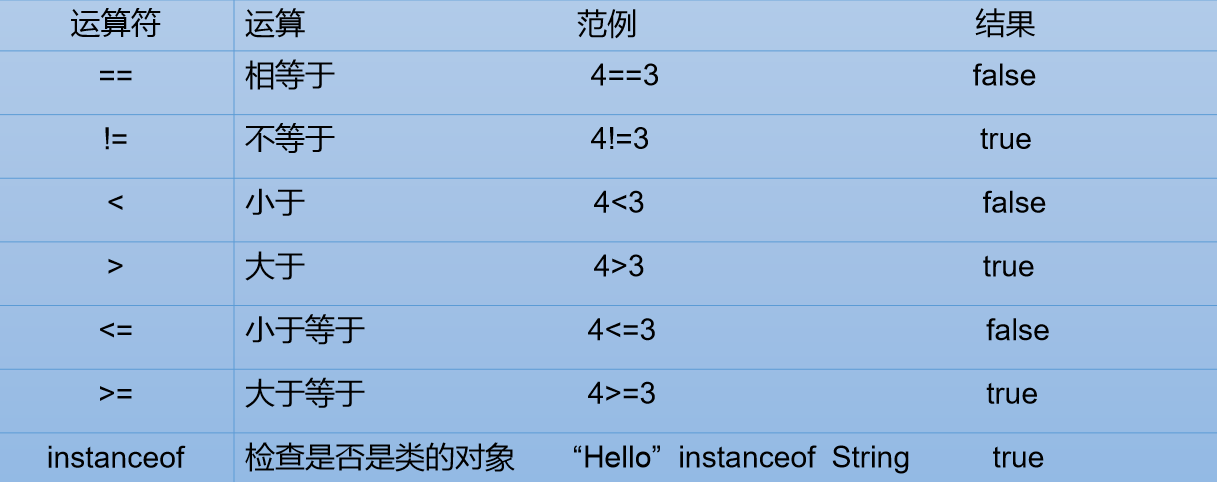 运算符 运算 范例 结果
== 相等于 4==3 false
!= 不等于 4!=3 true
< 小于 4<3 false
> 大于 4>3 true
<= 小于等于 4<=3 false
>= 大于等于 4>=3 true
instanceof 检查是否是类的对象 “Hello” instanceof String true